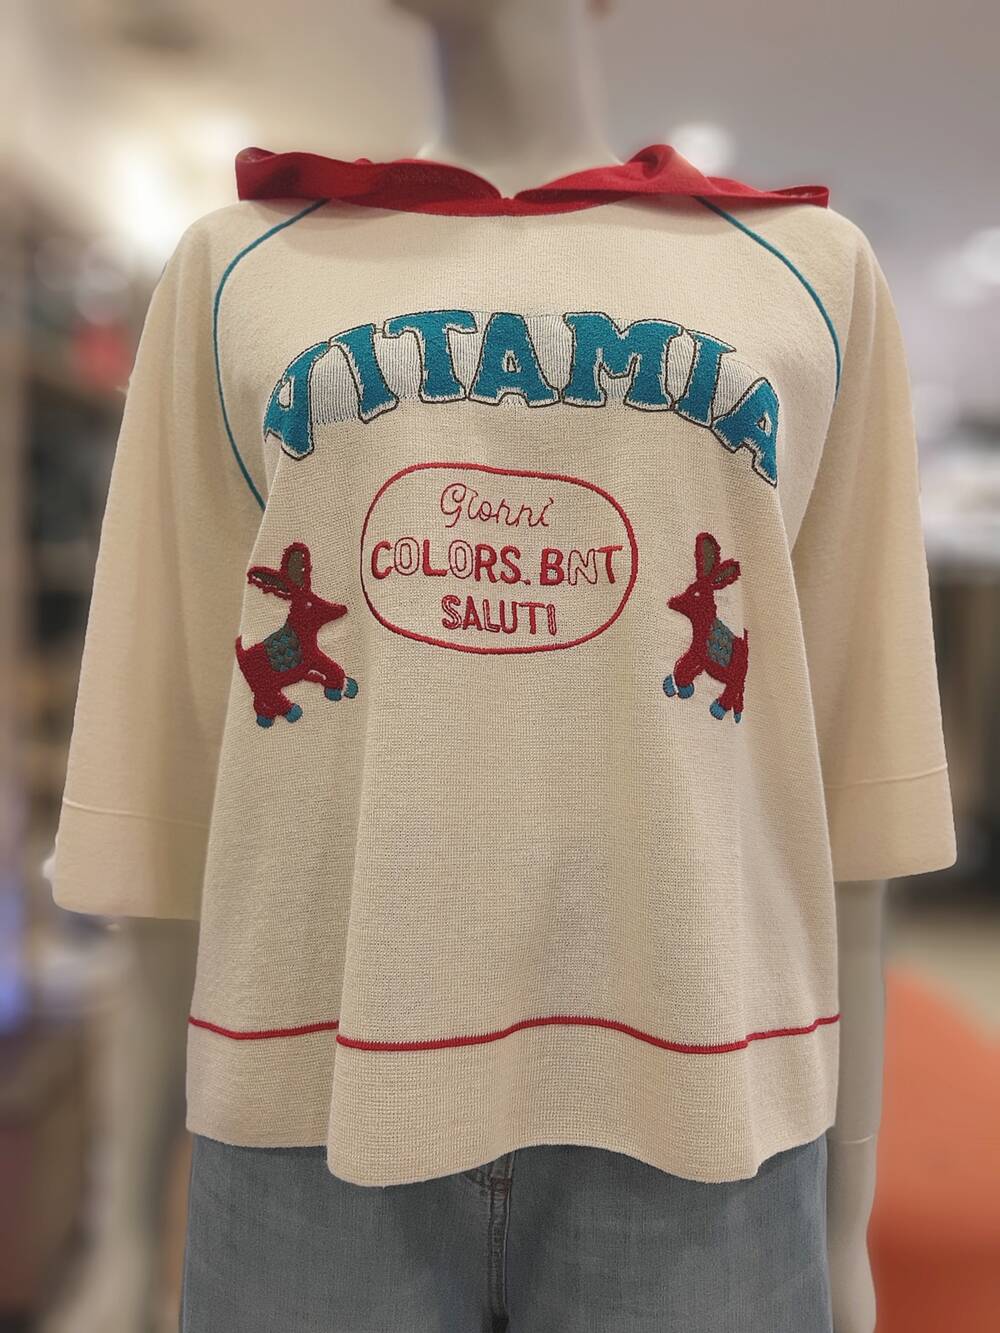 VITAMIA
Giorni
COLORS. BNT
SALUTI